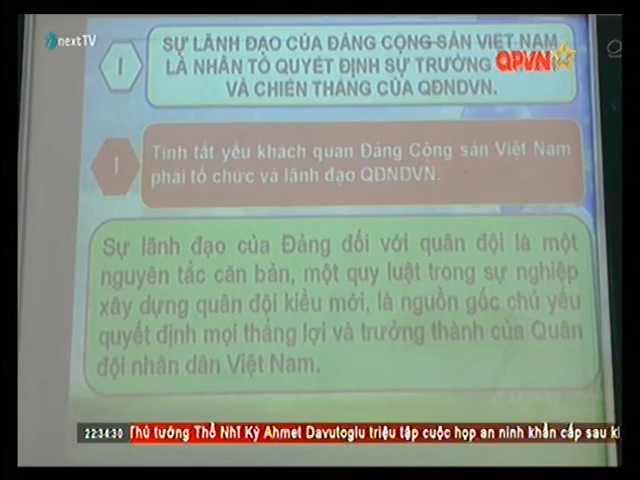 nextTV
QPVN
I
SỰ LÃNH ĐẠO CỦA ĐẢNG CỘNG SẢN VIỆT NAM
LÀ NHÂN TỐ QUYẾT ĐỊNH SỰ TRƯỞNG
VÀ CHIẾN THẮNG CỦA QĐNDVN.
1
Tính tất yếu khách quan Đảng Cộng sản Việt Nam
phải tổ chức và lãnh đạo QĐNDVN.
Sự lãnh đạo của Đảng đối với quân đội là một
nguyên tắc căn bản, một quy luật trong sự nghiệp
xây dựng quân đội kiểu mới, là nguồn gốc chủ yếu
quyết định mọi thắng lợi và trưởng thành của Quân
đội nhân dân Việt Nam.
22:34:30 Thủ tướng Thổ Nhĩ Kỳ Ahmet Davutoglu triệu tập cuộc họp an ninh khẩn cấp sau